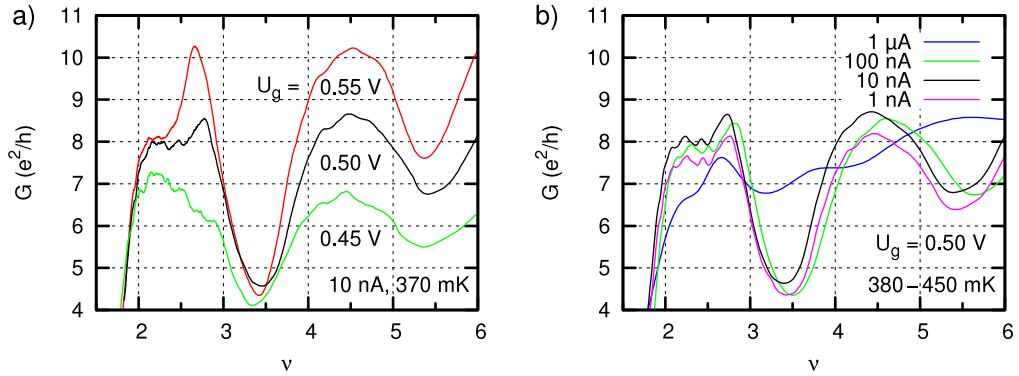 a)
11
10
9
8
7
6
5
4
G (e²/h)
U_g = 0.55 V
0.50 V
0.45 V
10 nA, 370 mK
2 3 4 5 6
ν
b)
11
10
9
8
7
6
5
4
G (e²/h)
1 µA
100 nA
10 nA
1 nA
U_g = 0.50 V
380 – 450 mK
2 3 4 5 6
ν